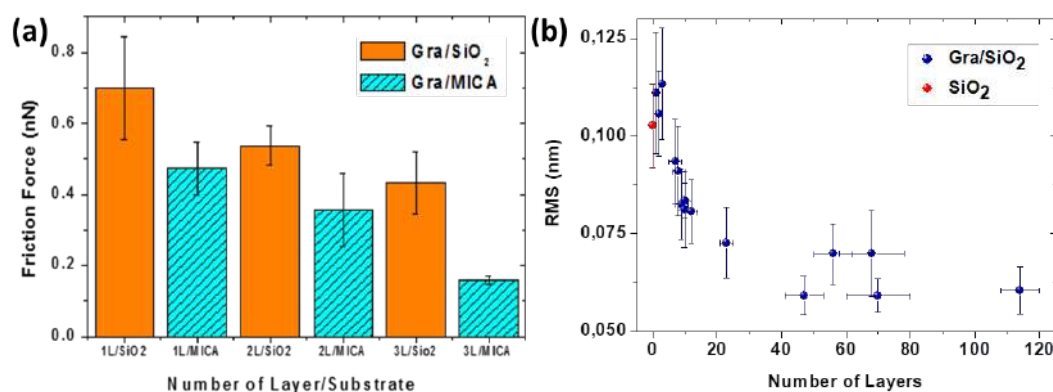 (a)
Gra/SiO2
Gra/MICA
0.8
0.6
0.4
0.2
0.0
Friction Force (nN)
1L/SiO2 1L/MICA 2L/SiO2 2L/MICA 3L/Sio2 3L/MICA
Number of Layer/Substrate
(b)
Gra/SiO2
SiO2
0,125
0,100
0,075
0,050
RMS (nm)
0 20 40 60 80 100 120
Number of Layers